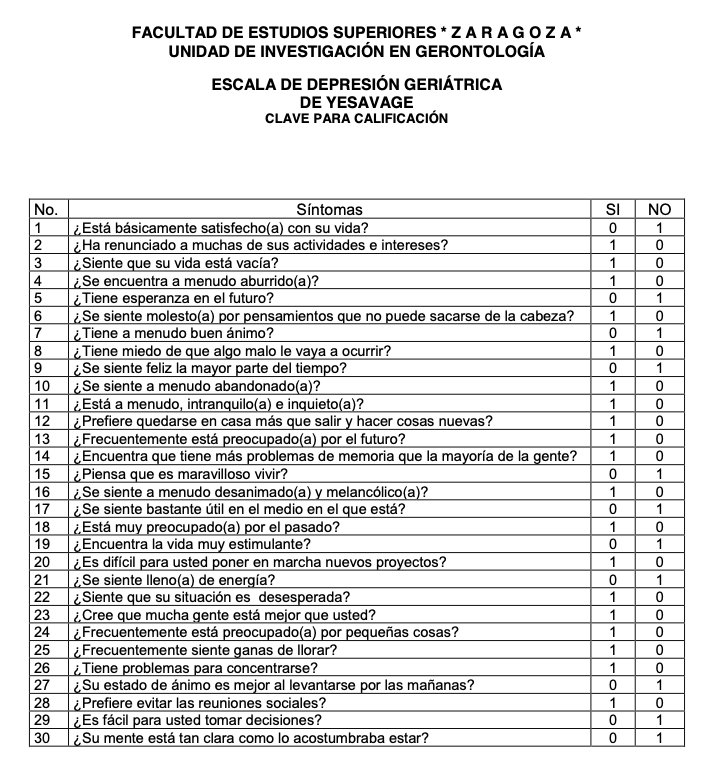 FACULTAD DE ESTUDIOS SUPERIORES * Z A R A G O Z A *
UNIDAD DE INVESTIGACIÓN EN GERONTOLOGÍA
ESCALA DE DEPRESIÓN GERIÁTRICA
DE YESAVAGE
CLAVE PARA CALIFICACIÓN
No. Síntomas SI NO
1 ¿Está básicamente satisfecho(a) con su vida? 0 1
2 ¿Ha renunciado a muchas de sus actividades e intereses? 1 0
3 ¿Siente que su vida está vacía? 1 0
4 ¿Se encuentra a menudo aburrido(a)? 1 0
5 ¿Tiene esperanza en el futuro? 0 1
6 ¿Se siente molesto(a) por pensamientos que no puede sacarse de la cabeza? 1 0
7 ¿Tiene a menudo buen ánimo? 0 1
8 ¿Tiene miedo de que algo malo le vaya a ocurrir? 1 0
9 ¿Se siente feliz la mayor parte del tiempo? 0 1
10 ¿Se siente a menudo abandonado(a)? 1 0
11 ¿Está a menudo, intranquilo(a) e inquieto(a)? 1 0
12 ¿Prefiere quedarse en casa más que salir y hacer cosas nuevas? 1 0
13 ¿Frecuentemente está preocupado(a) por el futuro? 1 0
14 ¿Encuentra que tiene más problemas de memoria que la mayoría de la gente? 1 0
15 ¿Piensa que es maravilloso vivir? 0 1
16 ¿Se siente a menudo desanimado(a) y melancólico(a)? 1 0
17 ¿Se siente bastante útil en el medio en el que está? 0 1
18 ¿Está muy preocupado(a) por el pasado? 1 0
19 ¿Encuentra la vida muy estimulante? 0 1
20 ¿Es difícil para usted poner en marcha nuevos proyectos? 1 0
21 ¿Se siente lleno(a) de energía? 0 1
22 ¿Siente que su situación es desesperada? 1 0
23 ¿Cree que mucha gente está mejor que usted? 1 0
24 ¿Frecuentemente está preocupado(a) por pequeñas cosas? 1 0
25 ¿Frecuentemente siente ganas de llorar? 1 0
26 ¿Tiene problemas para concentrarse? 1 0
27 ¿Su estado de ánimo es mejor al levantarse por las mañanas? 0 1
28 ¿Prefiere evitar las reuniones sociales? 1 0
29 ¿Es fácil para usted tomar decisiones? 0 1
30 ¿Su mente está tan clara como lo acostumbraba estar? 0 1